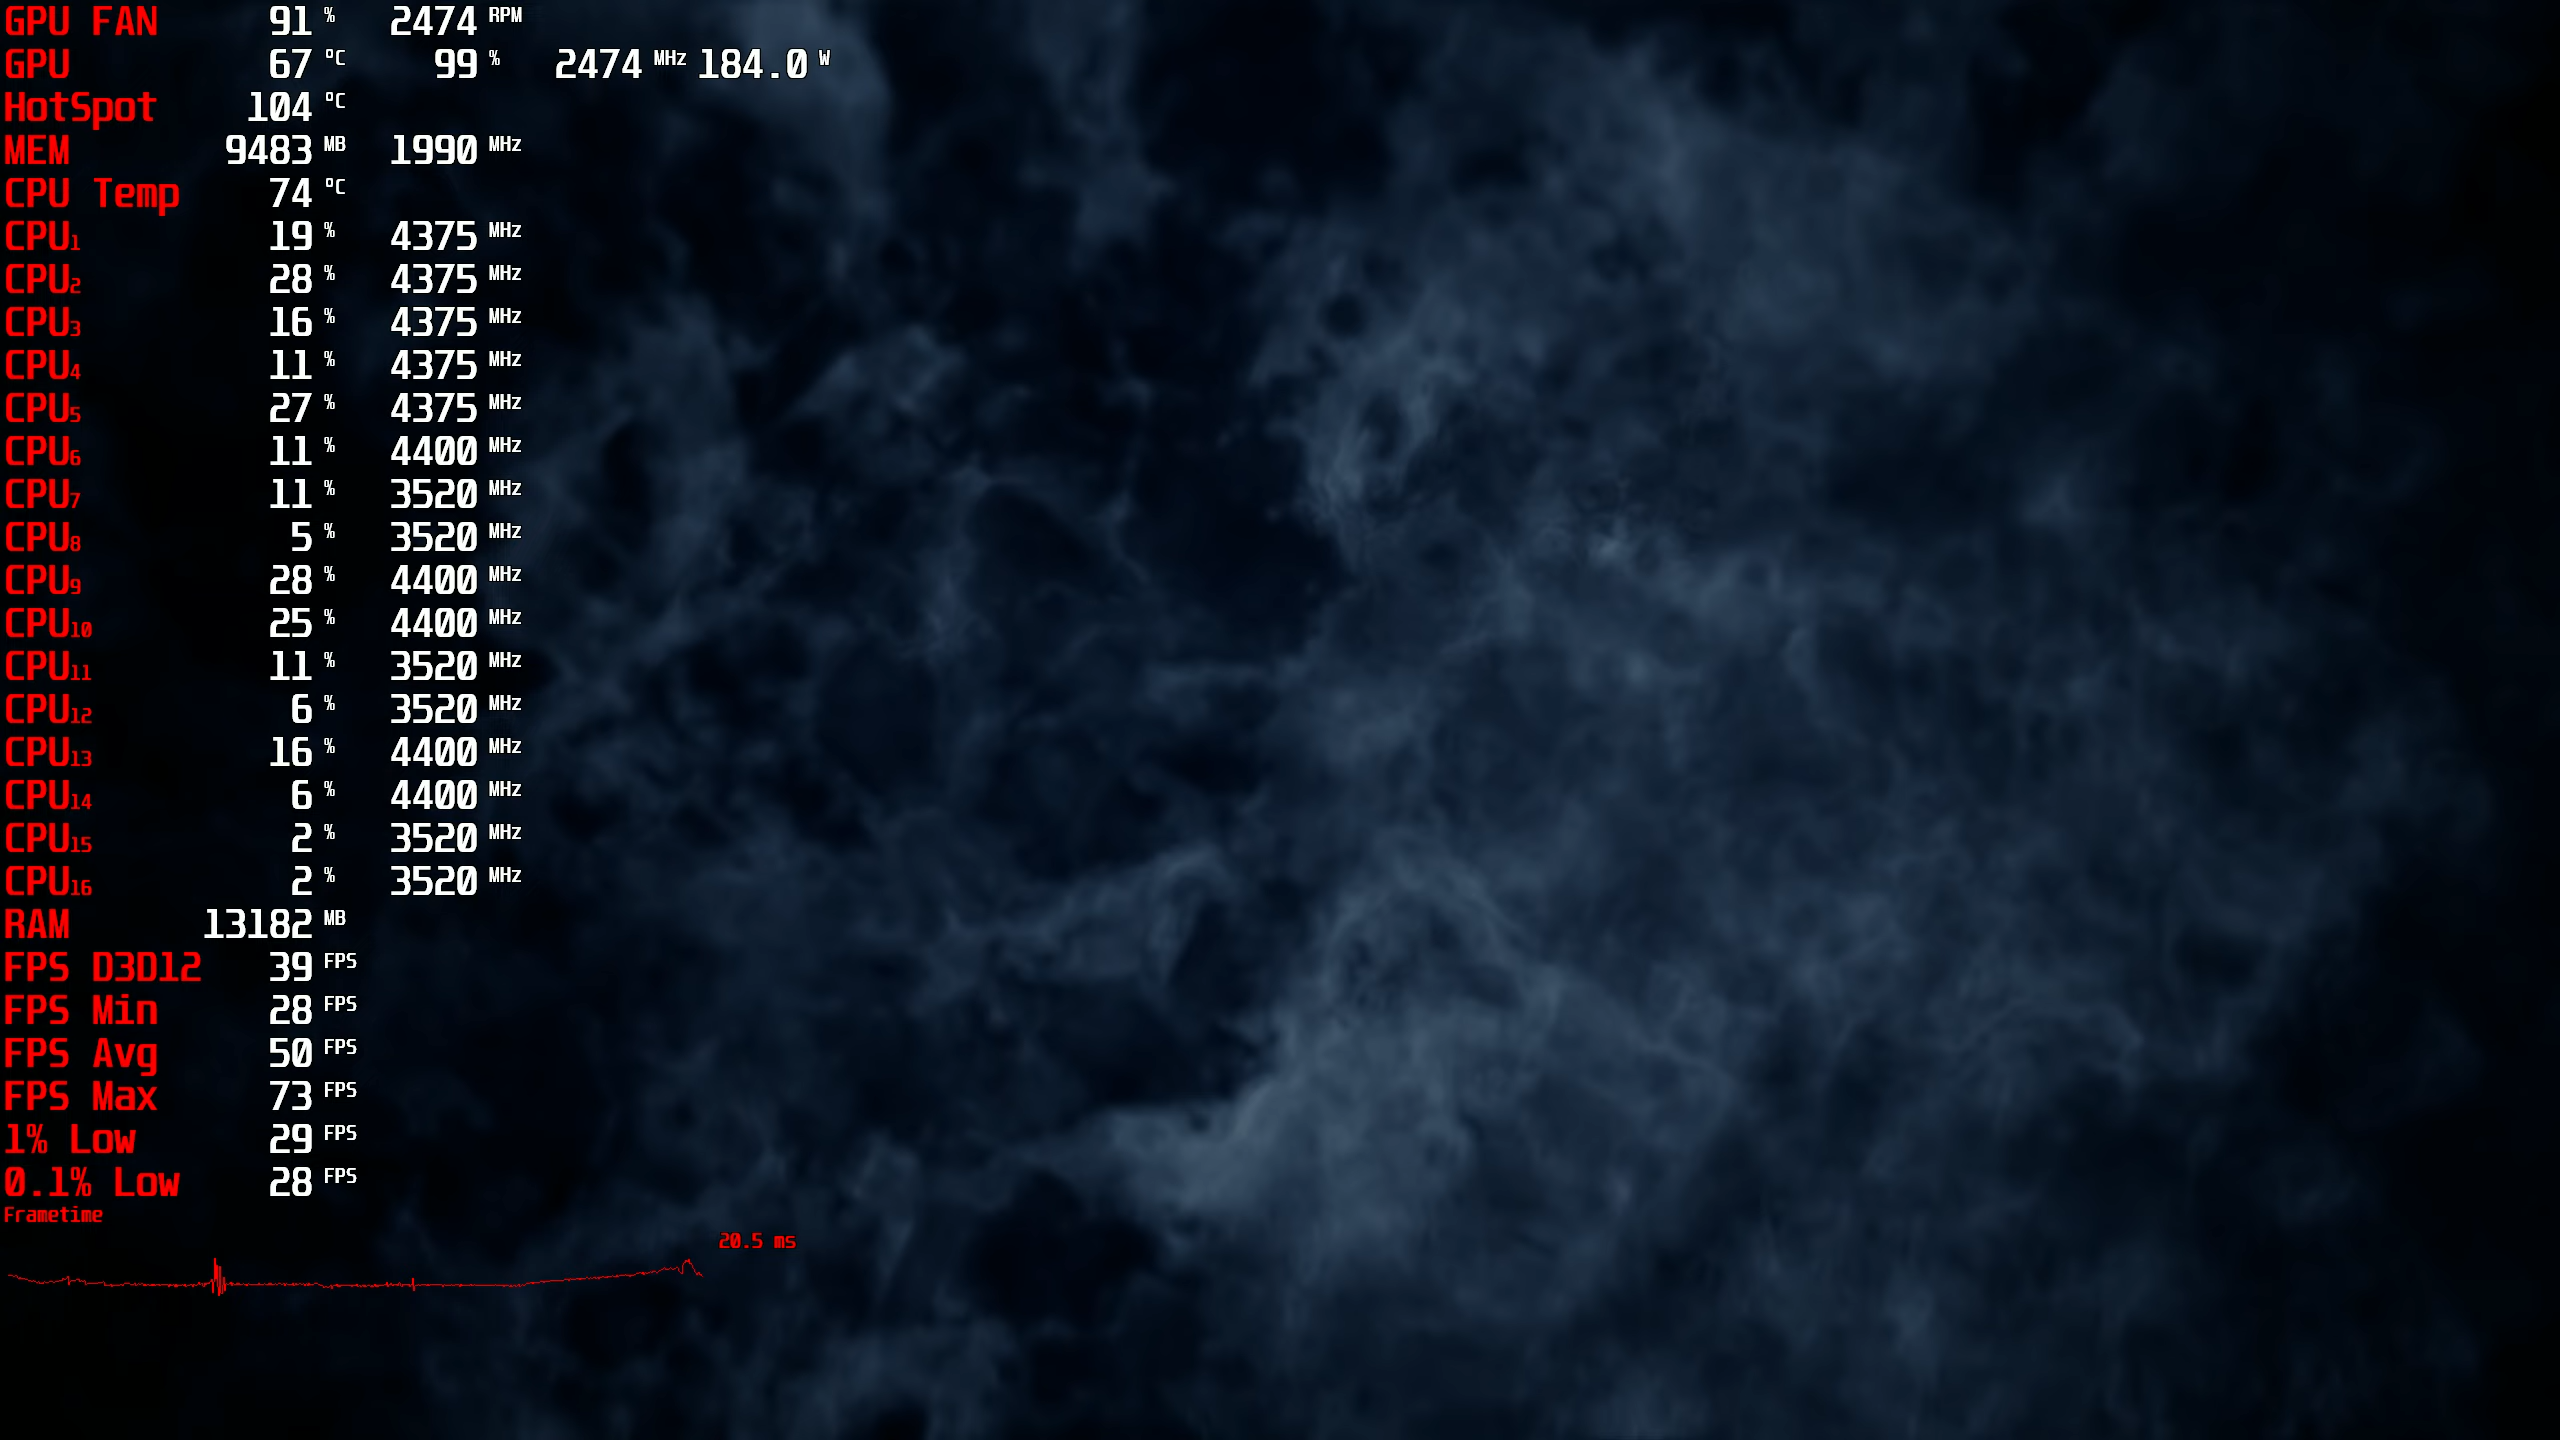 GPU FAN 91 % 2474 RPM
GPU 67 °C 99 % 2474 MHz 184.0 W
HotSpot 104 °C
MEM 9483 MB 1990 MHz
CPU Temp 74 °C
CPU1 19 % 4375 MHz
CPU2 28 % 4375 MHz
CPU3 16 % 4375 MHz
CPU4 11 % 4375 MHz
CPU5 27 % 4375 MHz
CPU6 11 % 4400 MHz
CPU7 11 % 3520 MHz
CPU8 5 % 3520 MHz
CPU9 28 % 4400 MHz
CPU10 25 % 4400 MHz
CPU11 11 % 3520 MHz
CPU12 6 % 3520 MHz
CPU13 16 % 4400 MHz
CPU14 6 % 4400 MHz
CPU15 2 % 3520 MHz
CPU16 2 % 3520 MHz
RAM 13182 MB
FPS D3D12 39 FPS
FPS Min 28 FPS
FPS Avg 50 FPS
FPS Max 73 FPS
1% Low 29 FPS
0.1% Low 28 FPS
Frametime
20.5 ms